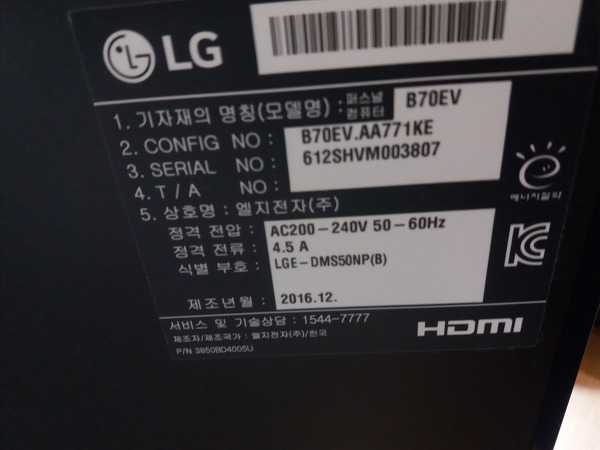 LG
1. 기자재의 명칭(모델명) : 퍼스널 컴퓨터 B70EV
2. CONFIG NO : B70EV.AA771KE
3. SERIAL NO : 612SHVM003807
4. T / A NO :
5. 상호명 : 엘지전자(주)
정격 전압 : AC200-240V 50-60Hz
정격 전류 : 4.5 A
식별 부호 : LGE-DMS50NP(B)
제조년월 : 2016.12.
에너지절약
서비스 및 기술상담 : 1544-7777
제조자/제조국가 : 엘지전자(주)/한국
P/N 3850BD4005U
HDMI